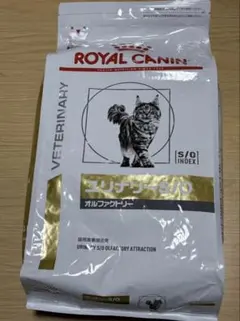 ROYAL CANIN
VETERINARY
S/O
INDEX
ユリナリー S/O
オルファクトリー
URINARY S/O OLFACTORY ATTRACTION